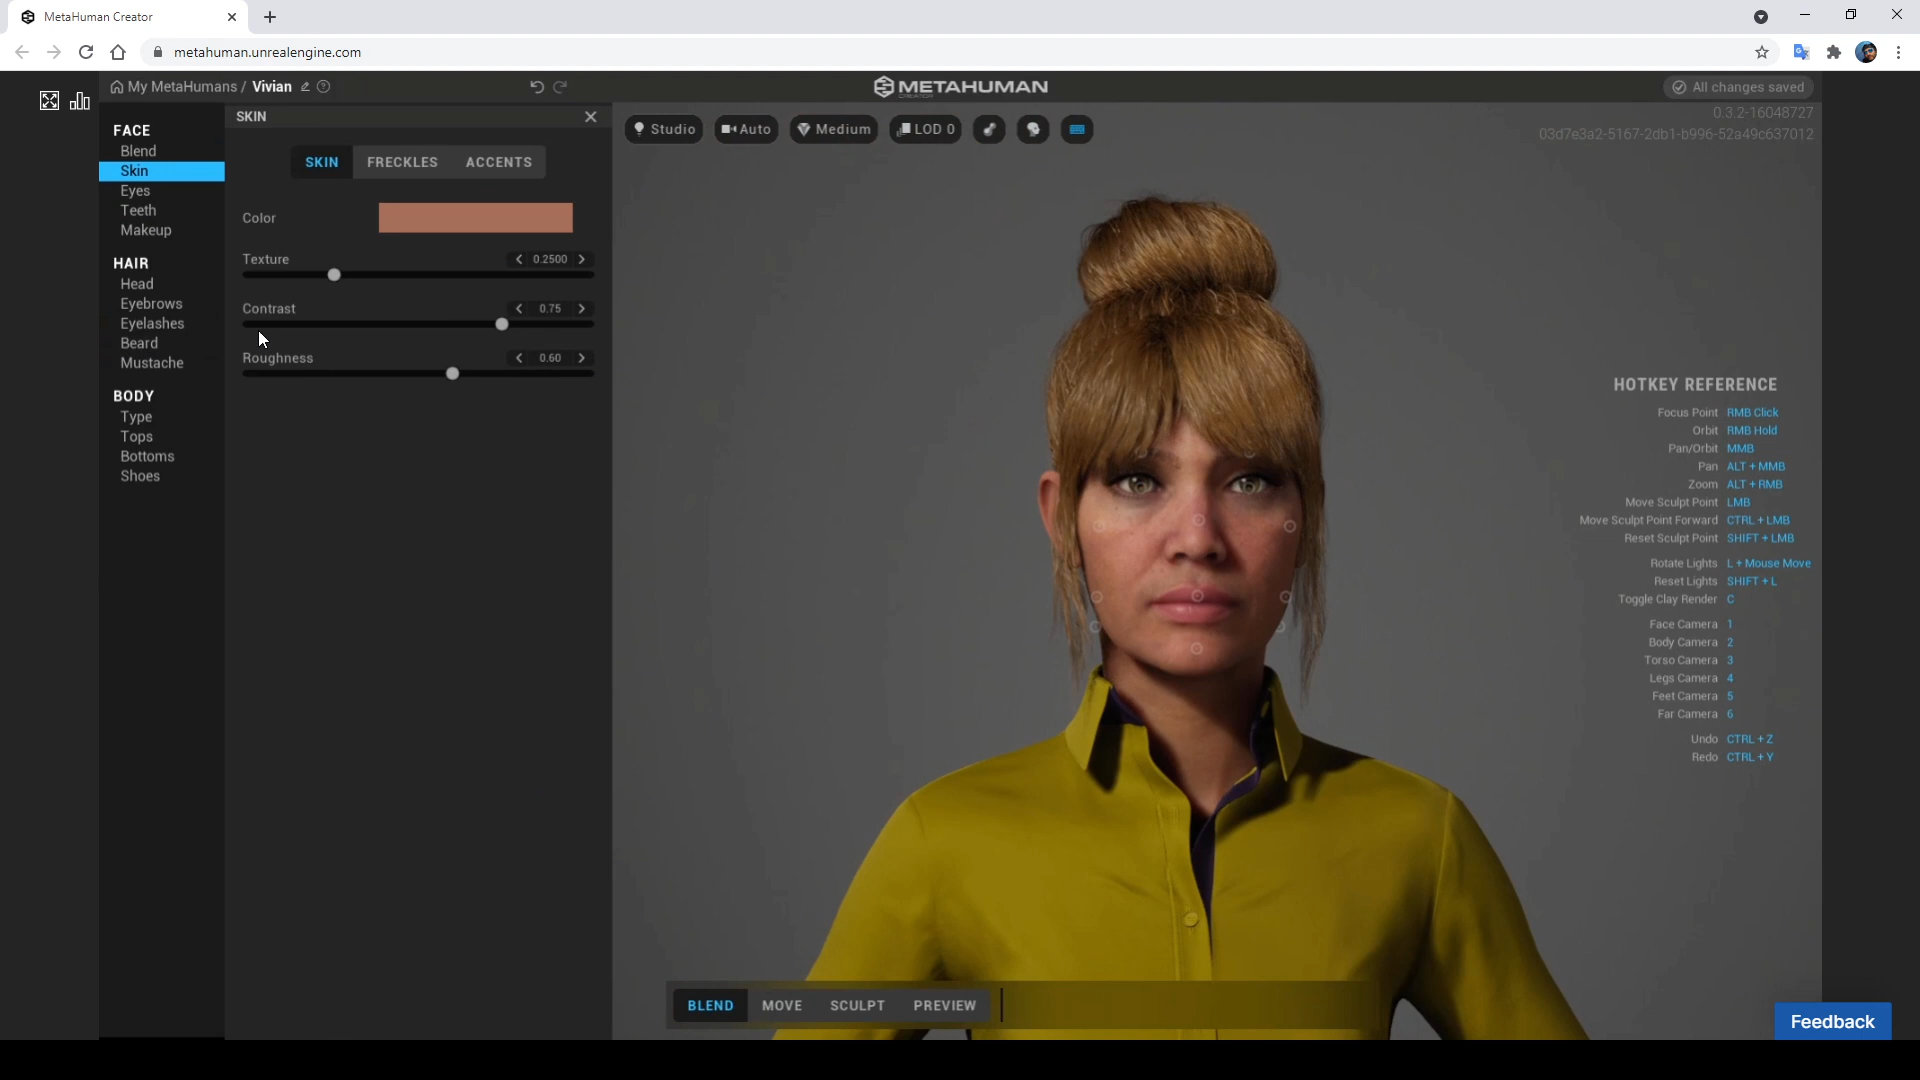 MetaHuman Creator
metahuman.unrealengine.com
My MetaHumans / Vivian
METAHUMAN
CREATOR
All changes saved
0.3.2-16048727
03d7e3a2-5167-2db1-b996-52a49c637012
FACE
Blend
Skin
Eyes
Teeth
Makeup
HAIR
Head
Eyebrows
Eyelashes
Beard
Mustache
BODY
Type
Tops
Bottoms
Shoes
SKIN
SKIN FRECKLES ACCENTS
Color
Texture 0.2500
Contrast 0.75
Roughness 0.60
Studio Auto Medium LOD 0
HOTKEY REFERENCE
Focus Point RMB Click
Orbit RMB Hold
Pan/Orbit MMB
Pan ALT + MMB
Zoom ALT + RMB
Move Sculpt Point LMB
Move Sculpt Point Forward CTRL + LMB
Reset Sculpt Point SHIFT + LMB
Rotate Lights L + Mouse Move
Reset Lights SHIFT + L
Toggle Clay Render C
Face Camera 1
Body Camera 2
Torso Camera 3
Legs Camera 4
Feet Camera 5
Far Camera 6
Undo CTRL + Z
Redo CTRL + Y
BLEND MOVE SCULPT PREVIEW
Feedback